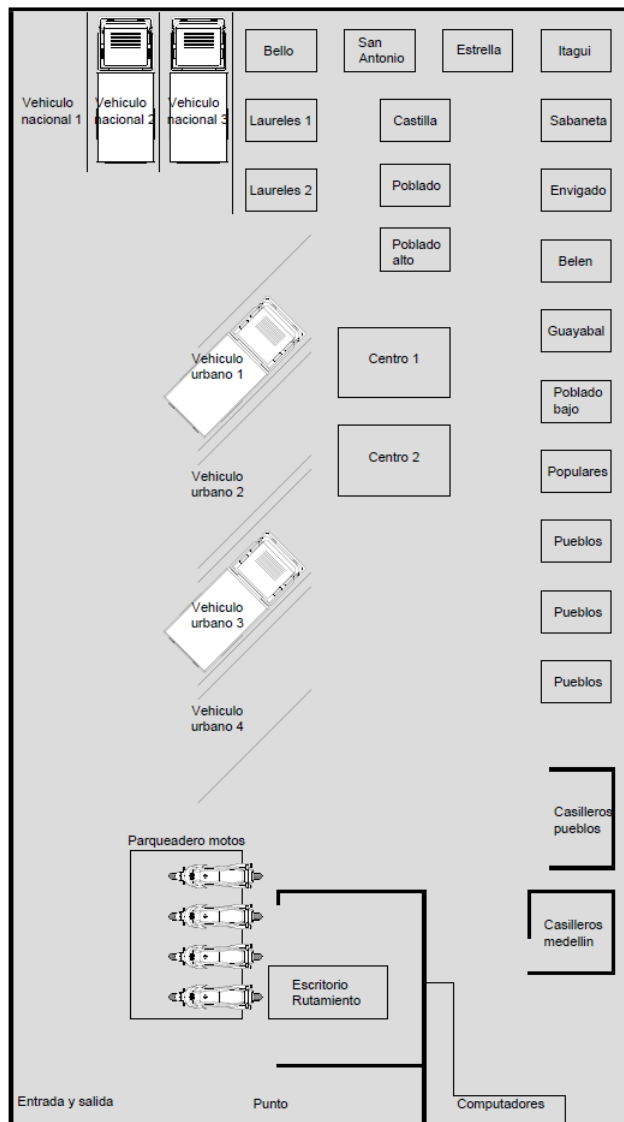 Bello
San
Antonio
Estrella
Itagui
Vehiculo
nacional 1
Vehiculo
nacional 2
Vehiculo
nacional 3
Laureles 1
Castilla
Sabaneta
Laureles 2
Poblado
Envigado
Poblado
alto
Belen
Vehiculo
urbano 1
Centro 1
Guayabal
Poblado
bajo
Vehiculo
urbano 2
Centro 2
Populares
Pueblos
Vehiculo
urbano 3
Pueblos
Pueblos
Vehiculo
urbano 4
Casilleros
pueblos
Parqueadero motos
Casilleros
medellin
Escritorio
Rutamiento
Entrada y salida
Punto
Computadores